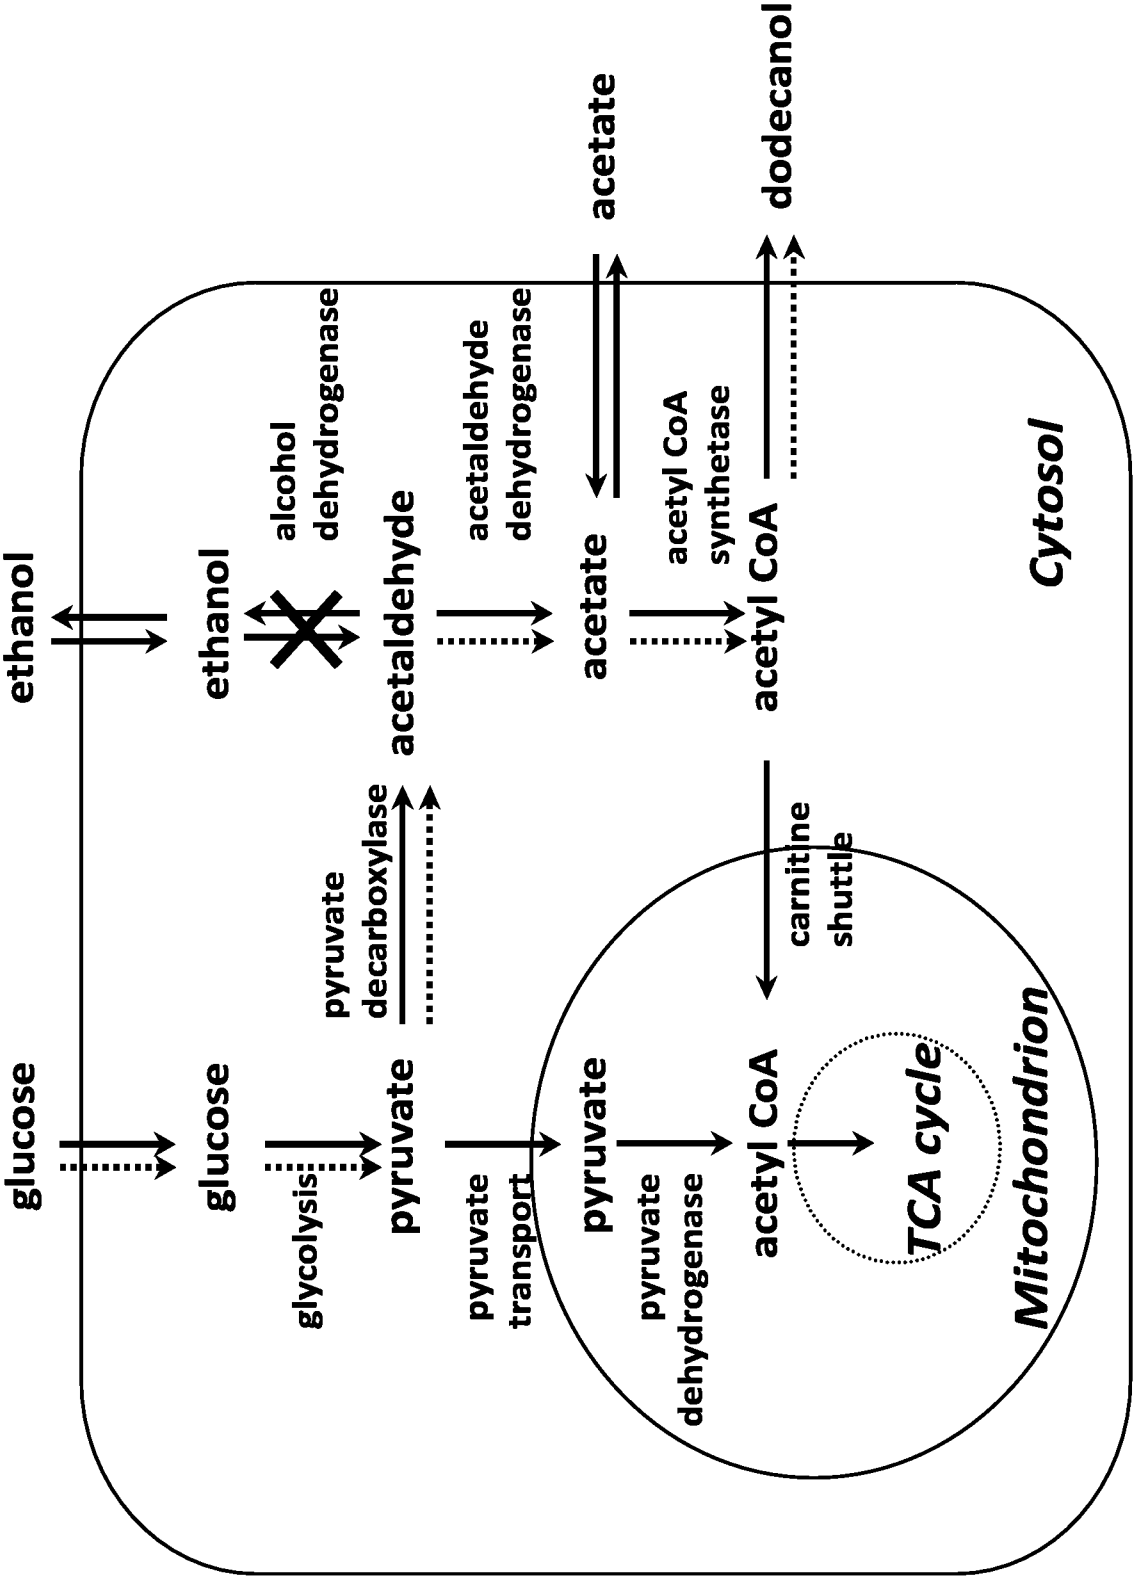 glucose
ethanol
glucose
ethanol
alcohol
dehydrogenase
glycolysis
pyruvate
decarboxylase
pyruvate
acetaldehyde
pyruvate
transport
acetaldehyde
dehydrogenase
pyruvate
acetate
acetate
pyruvate
dehydrogenase
acetyl CoA
synthetase
acetyl CoA
acetyl CoA
dodecanol
carnitine
shuttle
TCA cycle
Mitochondrion
Cytosol